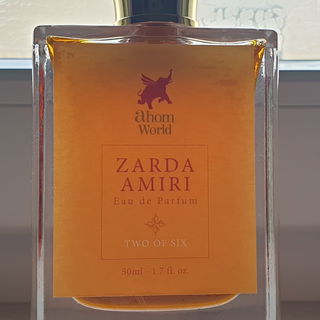 ahom
World
ZARDA
AMIRI
Eau de Parfum
TWO OF SIX
50ml - 1.7 fl. oz.